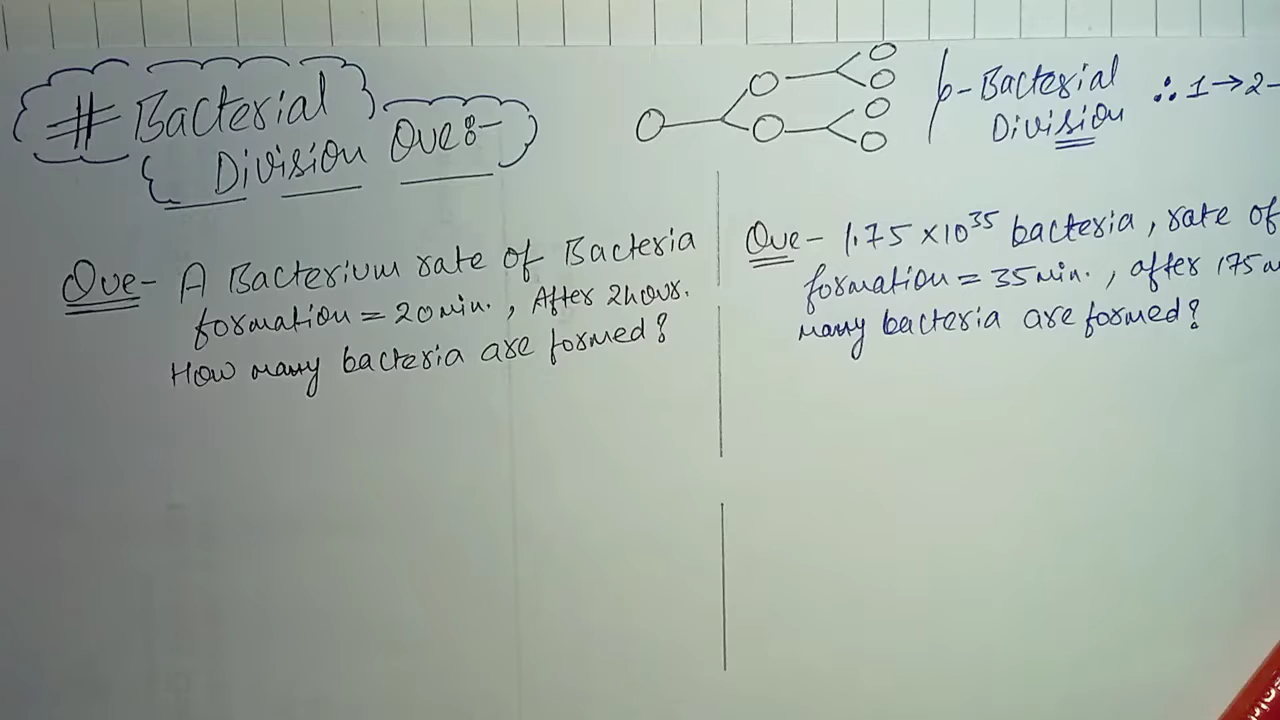 # Bacterial
Division Que:-
Bacterial
Division
∴ 1→2-
Que- A Bacterium rate of Bacteria
formation = 20 min. , After 2 hour.
How many bacteria are formed?
Que- 1.75 ×10³⁵ bacteria, rate of
formation = 35 min. , after 175
many bacteria are formed?